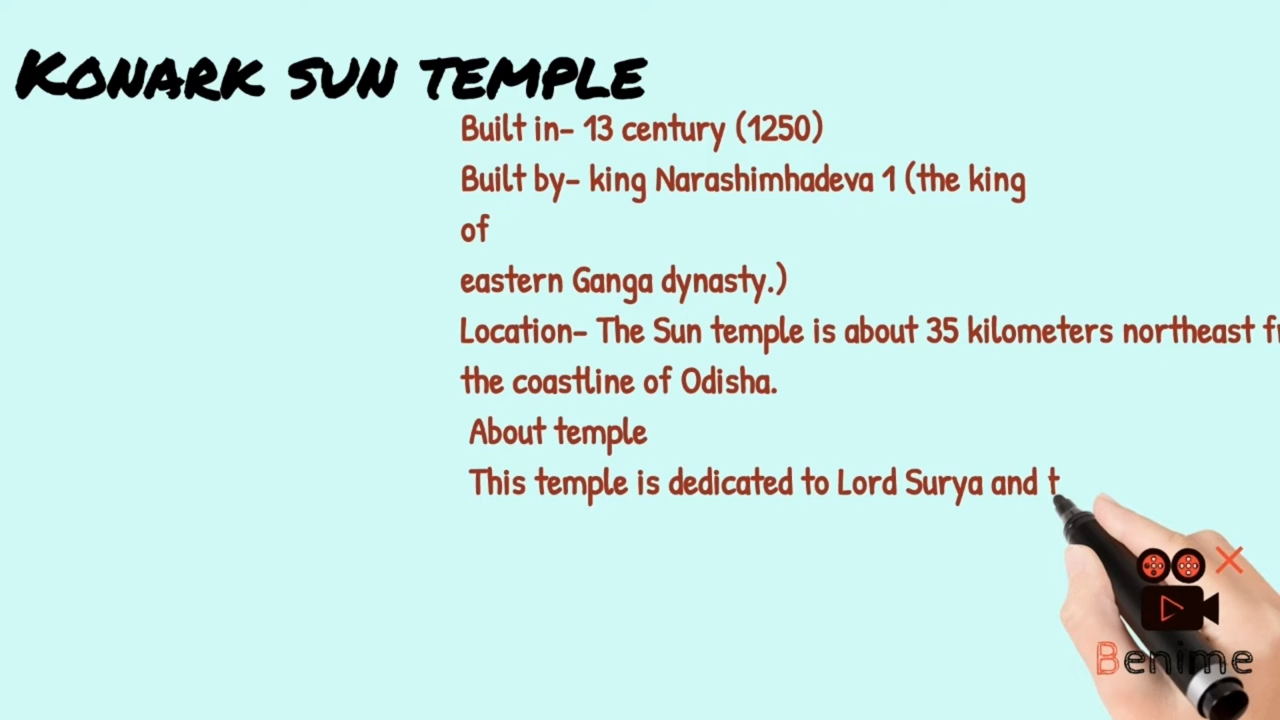 Konark sun temple
Built in- 13 century (1250)
Built by- king Narashimhadeva 1 (the king
of
eastern Ganga dynasty.)
Location- The Sun temple is about 35 kilometers northeast
the coastline of Odisha.
About temple
This temple is dedicated to Lord Surya and t
Benime